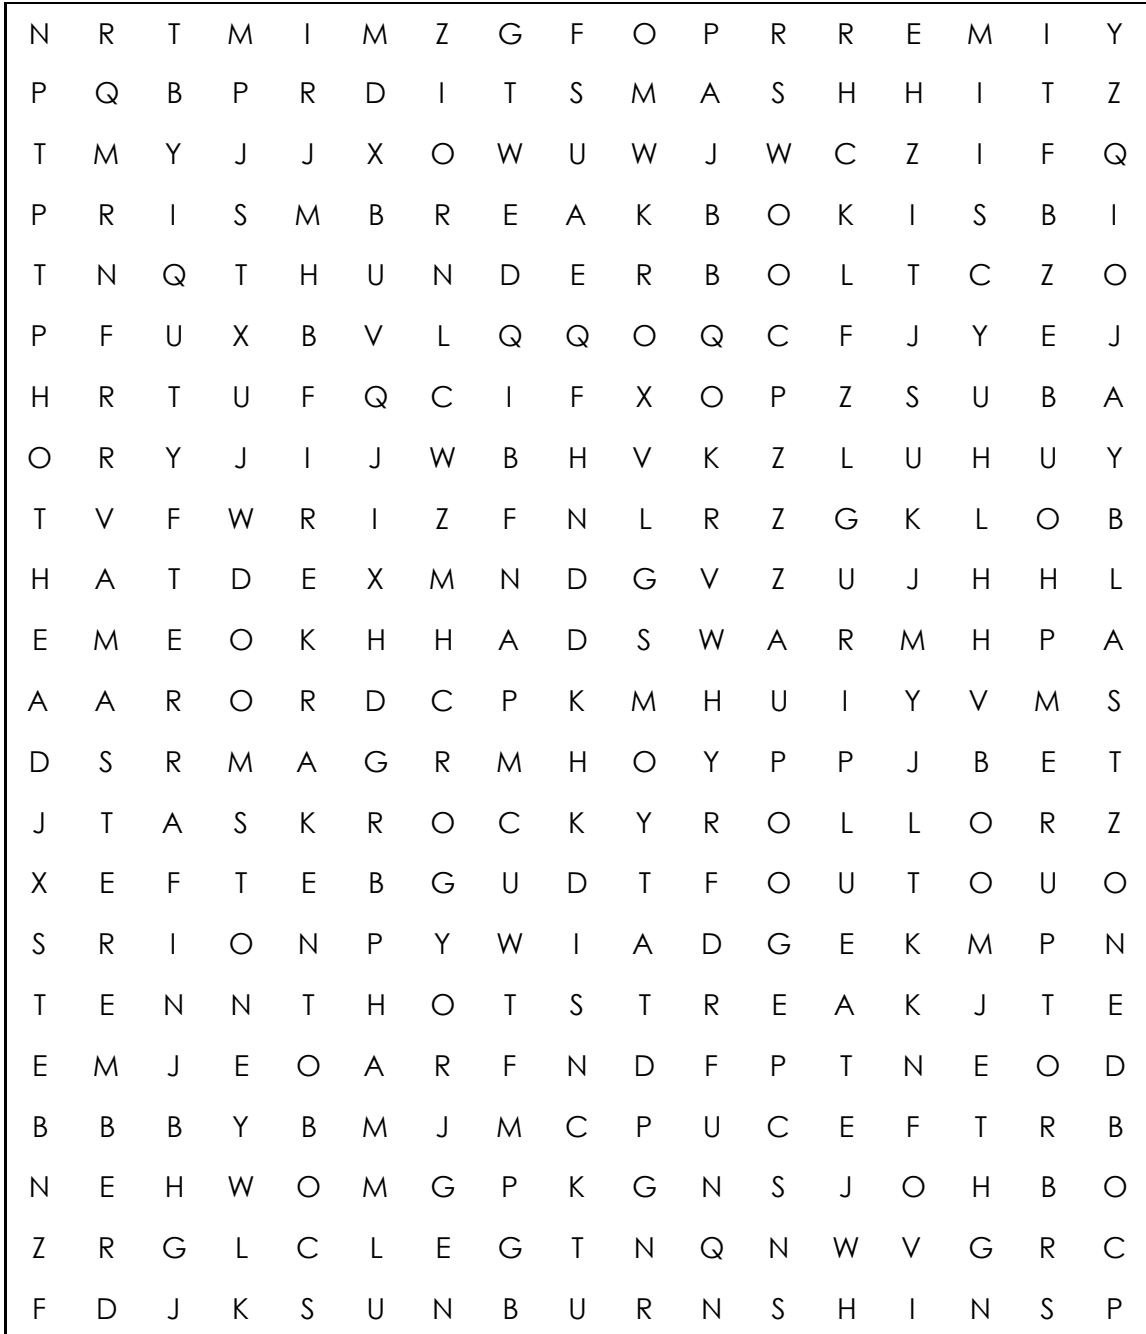 N R T M I M Z G F O P R R E M I Y
P Q B P R D I T S M A S H H I T Z
T M Y J J X O W U W J W C Z I F Q
P R I S M B R E A K B O K I S B I
T N Q T H U N D E R B O L T C Z O
P F U X B V L Q Q O Q C F J Y E J
H R T U F Q C I F X O P Z S U B A
O R Y J I J W B H V K Z L U H U Y
T V F W R I Z F N L R Z G K L O B
H A T D E X M N D G V Z U J H H L
E M E O K H H A D S W A R M H P A
A A R O R D C P K M H U I Y V M S
D S R M A G R M H O Y P P J B E T
J T A S K R O C K Y R O L L O R Z
X E F T E B G U D T F O U T O U O
S R I O N P Y W I A D G E K M P N
T E N N T H O T S T R E A K J T E
E M J E O A R F N D F P T N E O D
B B B Y B M J M C P U C E F T R B
N E H W O M G P K G N S J O H B O
Z R G L C L E G T N Q N W V G R C
F D J K S U N B U R N S H I N S P